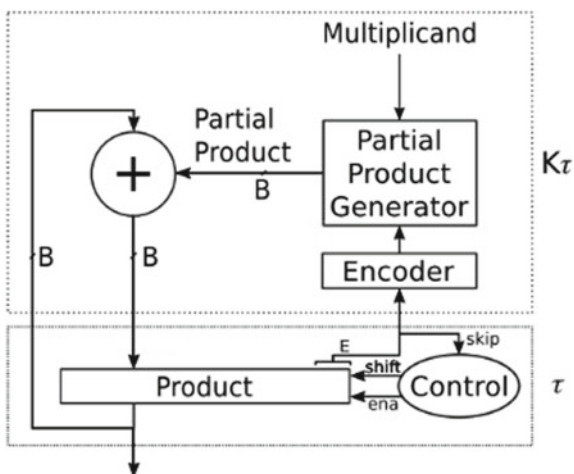 Multiplicand
Partial
Product
B
Partial
Product
Generator
Kτ
B
B
Encoder
E
skip
shift
Product
ena
Control
τ